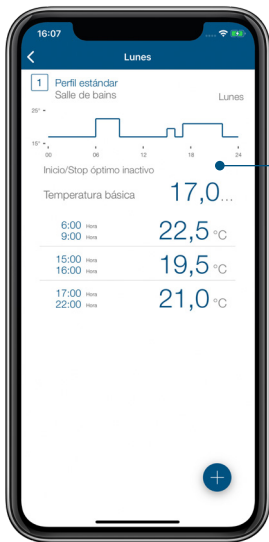 16:07
Lunes
1 Perfil estándar
Salle de bains Lunes
26°
16°
00 06 12 18 24
Inicio/Stop óptimo inactivo
Temperatura básica 17,0...
6:00 Hora
9:00 Hora
22,5 °C
15:00 Hora
16:00 Hora
19,5 °C
17:00 Hora
22:00 Hora
21,0 °C